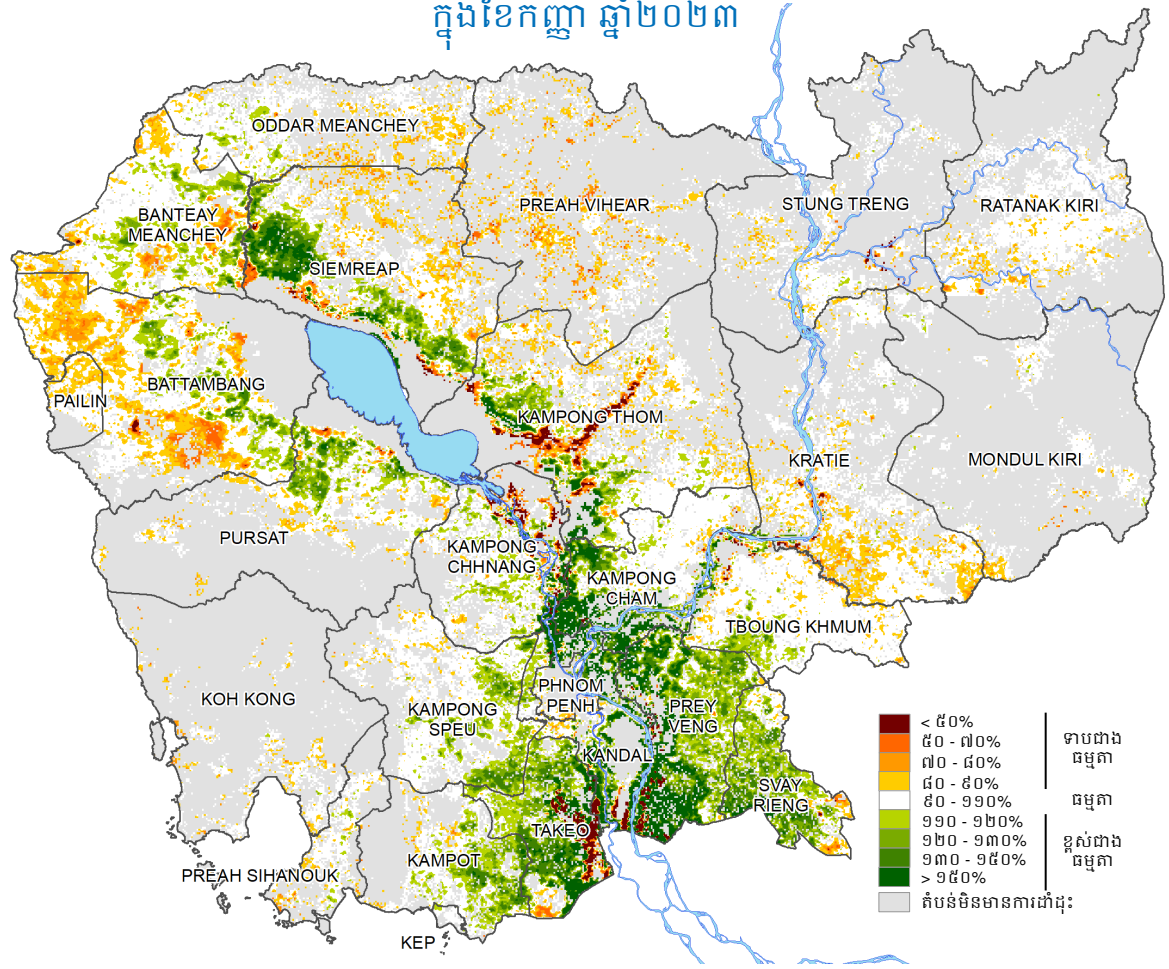 ក្នុងខែកញ្ញា ឆ្នាំ២០២៣
ODDAR MEANCHEY
BANTEAY
MEANCHEY
PREAH VIHEAR
STUNG TRENG
RATANAK KIRI
SIEMREAP
BATTAMBANG
PAILIN
KAMPONG THOM
KRATIE
MONDUL KIRI
PURSAT
KAMPONG
CHHNANG
KAMPONG
CHAM
TBOUNG KHMUM
KOH KONG
KAMPONG
SPEU
PHNOM
PENH
PREY
VENG
KANDAL
SVAY
RIENG
TAKEO
KAMPOT
PREAH SIHANOUK
KEP
< ៥០%
៥០ - ៧០%
៧០ - ៨០%
៨០ - ៩០%
៩០ - ១១០%
១១០ - ១២០%
១២០ - ១៣០%
១៣០ - ១៥០%
> ១៥០%
តំបន់មិនមានការដាំដុះ
ទាបជាង
ធម្មតា
ធម្មតា
ខ្ពស់ជាង
ធម្មតា